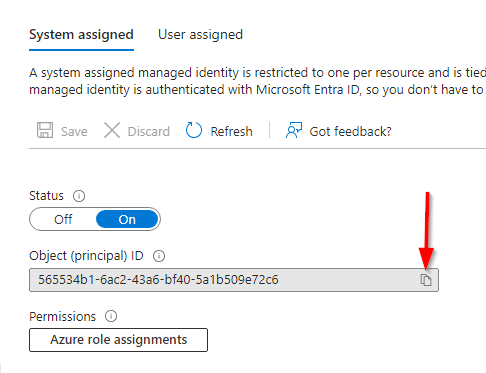 System assigned User assigned
A system assigned managed identity is restricted to one per resource and is tied
managed identity is authenticated with Microsoft Entra ID, so you don't have to
Save Discard Refresh Got feedback?
Status
Off On
Object (principal) ID
565534b1-6ac2-43a6-bf40-5a1b509e72c6
Permissions
Azure role assignments